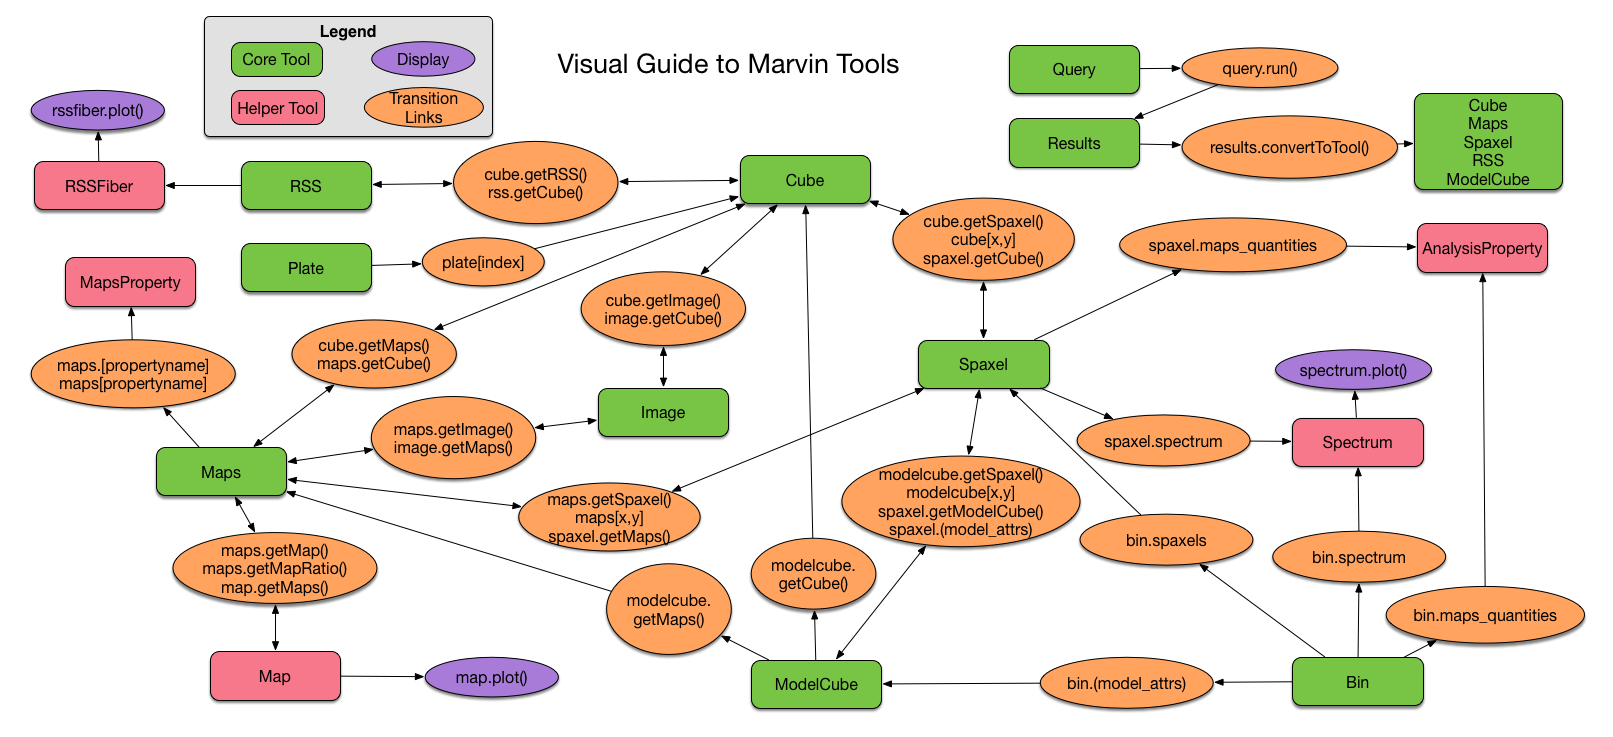 Legend
Core Tool
Display
Helper Tool
Transition
Links
Visual Guide to Marvin Tools
Query
query.run()
Results
results.convertToTool()
Cube
Maps
Spaxel
RSS
ModelCube
rssfiber.plot()
RSSFiber
RSS
cube.getRSS()
rss.getCube()
Cube
Plate
plate[index]
cube.getSpaxel()
cube[x,y]
spaxel.getCube()
spaxel.maps_quantities
AnalysisProperty
MapsProperty
cube.getImage()
image.getCube()
maps.[propertyname]
maps[propertyname]
cube.getMaps()
maps.getCube()
Spaxel
spectrum.plot()
Image
maps.getImage()
image.getMaps()
spaxel.spectrum
Spectrum
Maps
maps.getSpaxel()
maps[x,y]
spaxel.getMaps()
modelcube.getSpaxel()
modelcube[x,y]
spaxel.getModelCube()
spaxel.(model_attrs)
bin.spaxels
bin.spectrum
maps.getMap()
maps.getMapRatio()
map.getMaps()
modelcube.
getCube()
modelcube.
getMaps()
bin.maps_quantities
Map
map.plot()
ModelCube
bin.(model_attrs)
Bin